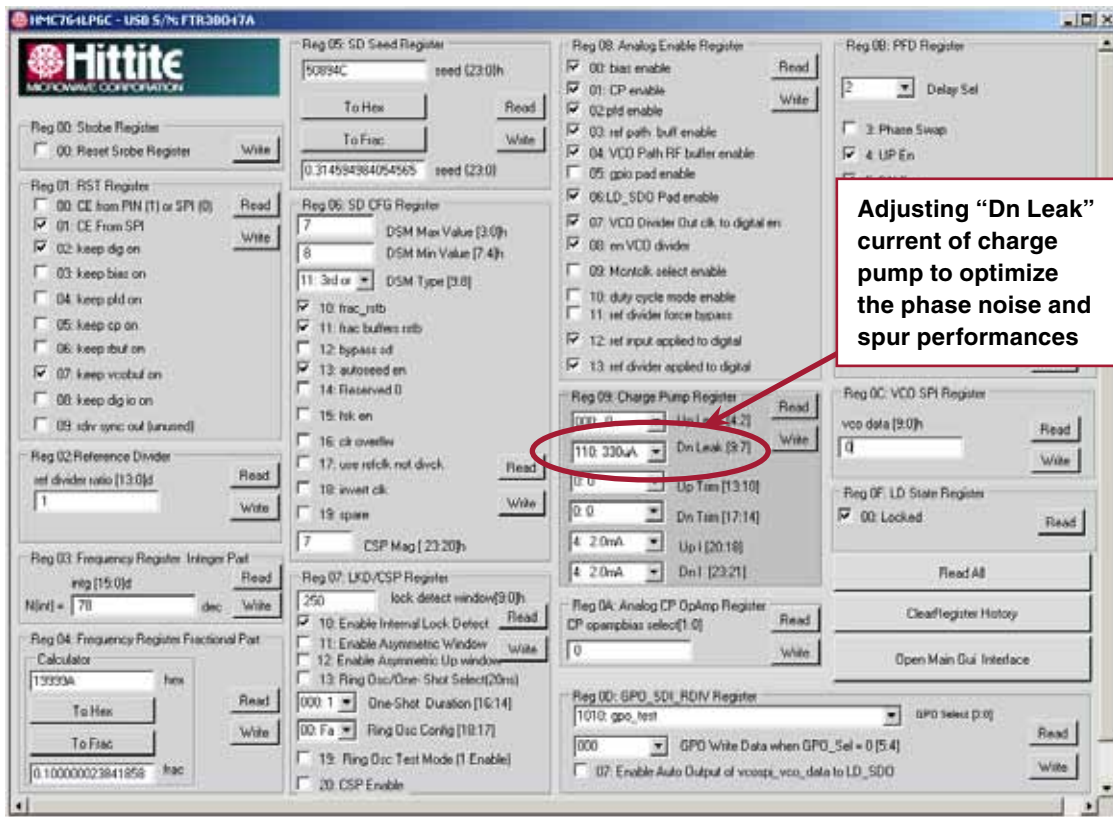 HMC764LP6C - USB S/N: FTR3BO47A
Hittite
MICROWAVE CORPORATION
Reg 00: Strobe Register
00: Reset Srobe Register Write
Reg 01: RST Register
00: CE from PIN (1) or SPI (0) Read
01: CE From SPI
Write
02: keep dig on
03: keep bias on
04: keep pfd on
05: keep cp on
06: keep rbuf on
07: keep vcobuf on
08: keep dig io on
09: rdiv sync out (unused)
Reg 02:Reference Divider
ref divider ratio [13:0]d Read
1
Write
Reg 03: Frequency Register Integer Part
intg [15:0]d Read
N(int) = 78 dec Write
Reg 04: Frequency Register Fractional Part
Calculator
19999A hex
Read
To Hex
Write
To Frac
0.100000023841858 frac
Reg 05: SD Seed Register
50894C seed (23:0)h
To Hex Read
To Frac Write
0.314594984054565 seed (23:0)
Reg 06: SD CFG Register
7 DSM Max Value [3:0]h
8 DSM Min Value [7:4]h
11: 3rd or DSM Type [9:8]
10: frac_rstb
11: frac buffers rstb
12: bypass sd
13: autoseed en
14: Reserved 0
15: fsk en
16: clr overflw
17: use refclk not divck
Read
18: invert clk
Write
19: spare
7 CSP Mag [ 23:20]h
Reg 07: LKD/CSP Register
250 lock detect window[9:0]h
Read
10: Enable Internal Lock Detect
11: Enable Asymmetric Window
Write
12: Enable Asymmetric Up window
13: Ring Osc/One- Shot Select(20ns)
000: 1 One-Shot Duration [16:14]
00: Fa Ring Osc Config [18:17]
19: Ring Osc Test Mode (1 Enable)
20: CSP Enable
Reg 08: Analog Enable Register
00: bias enable Read
01: CP enable
Write
02:pfd enable
03: ref path buff enable
04: VCO Path RF buffer enable
05: gpio pad enable
06:LD_SDO Pad enable
07: VCO Divider Out clk to digital en
08: en VCO divider
09: Mcntclk select enable
10: duty cycle mode enable
11: ref divider force bypass
12: ref input applied to digital
13: ref divider applied to digital
Reg 09: Charge Pump Register
Read
000: 0 Up Leak [4:2]
Write
110: 330uA Dn Leak [9:7]
0: 0 Up Trim [13:10]
0: 0 Dn Trim [17:14]
4: 2.0mA Up I [20:18]
4: 2.0mA Dn I [23:21]
Reg 0A: Analog CP OpAmp Register
CP opampbias select[1:0] Read
0 Write
Reg 0B: PFD Register
2 Delay Sel
3: Phase Swap
4: UP En
Adjusting “Dn Leak”
current of charge
pump to optimize
the phase noise and
spur performances
Reg 0C: VCO SPI Register
vco data [9:0]h
Read
0
Write
Reg 0F: LD State Register
00: Locked
Read
Read All
ClearRegister History
Open Main Gui Interface
Reg 0D: GPO_SDI_RDIV Register
1010: gpo_test GPO Select [3:0]
Read
000 GPO Write Data when GPO_Sel = 0 [5:4]
07: Enable Auto Output of vcospi_vco_data to LD_SDO Write